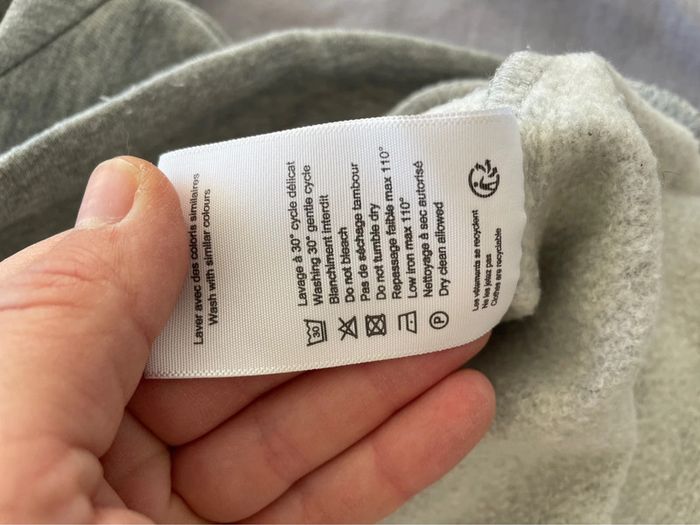 Laver avec des coloris similaires
Wash with similar colours
Lavage à 30° cycle délicat
Washing 30° gentle cycle
Blanchiment interdit
Do not bleach
Pas de séchage tambour
Do not tumble dry
Repassage faible max 110°
Low iron max 110°
Nettoyage à sec autorisé
Dry clean allowed
30
P
Les vêtements se recyclent
Ne les jetez pas
Clothes are recyclable